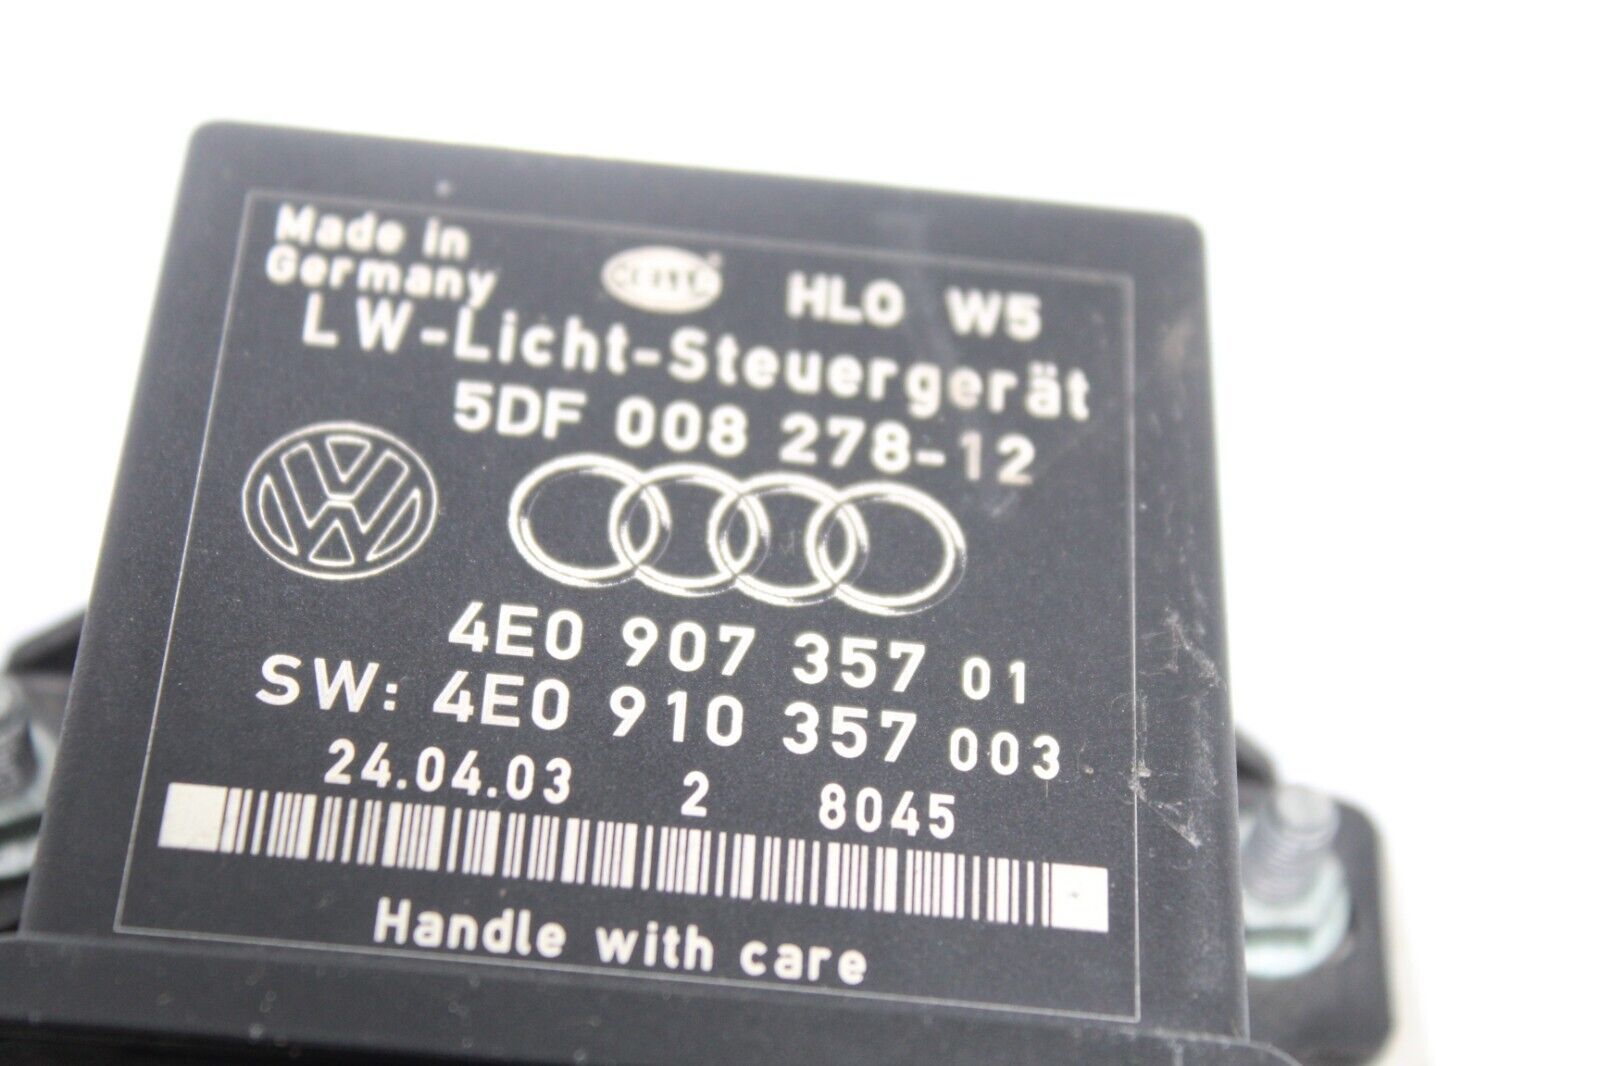 Made in
Germany
HLO W5
LW-Licht-Steuergerät
5DF 008 278-12
4E0 907 357 01
SW: 4E0 910 357 003
24.04.03 2 8045
Handle with care